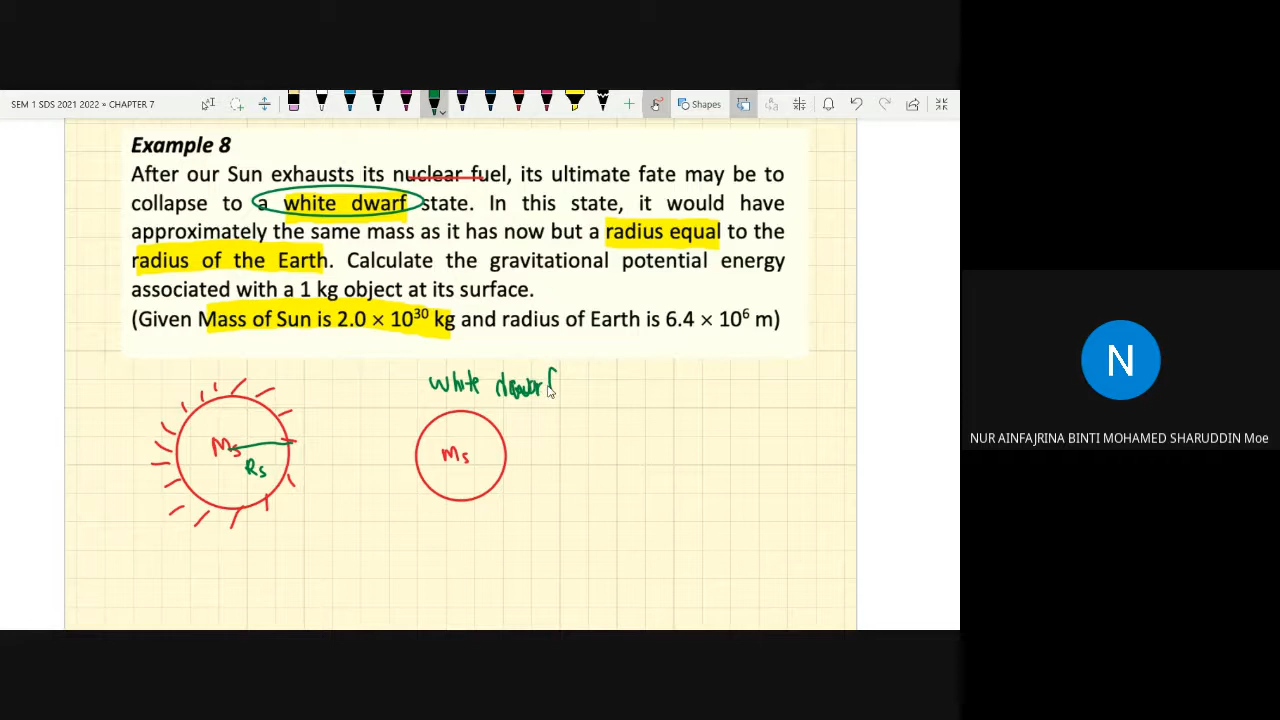 SEM 1 SDS 2021 2022 » CHAPTER 7
Shapes
Example 8
After our Sun exhausts its nuclear fuel, its ultimate fate may be to
collapse to a white dwarf state. In this state, it would have
approximately the same mass as it has now but a radius equal to the
radius of the Earth. Calculate the gravitational potential energy
associated with a 1 kg object at its surface.
(Given Mass of Sun is 2.0 × 10³⁰ kg and radius of Earth is 6.4 × 10⁶ m)
White dwarf
Ms
Rs
Ms
N
NUR AINFAJRINA BINTI MOHAMED SHARUDDIN Moe